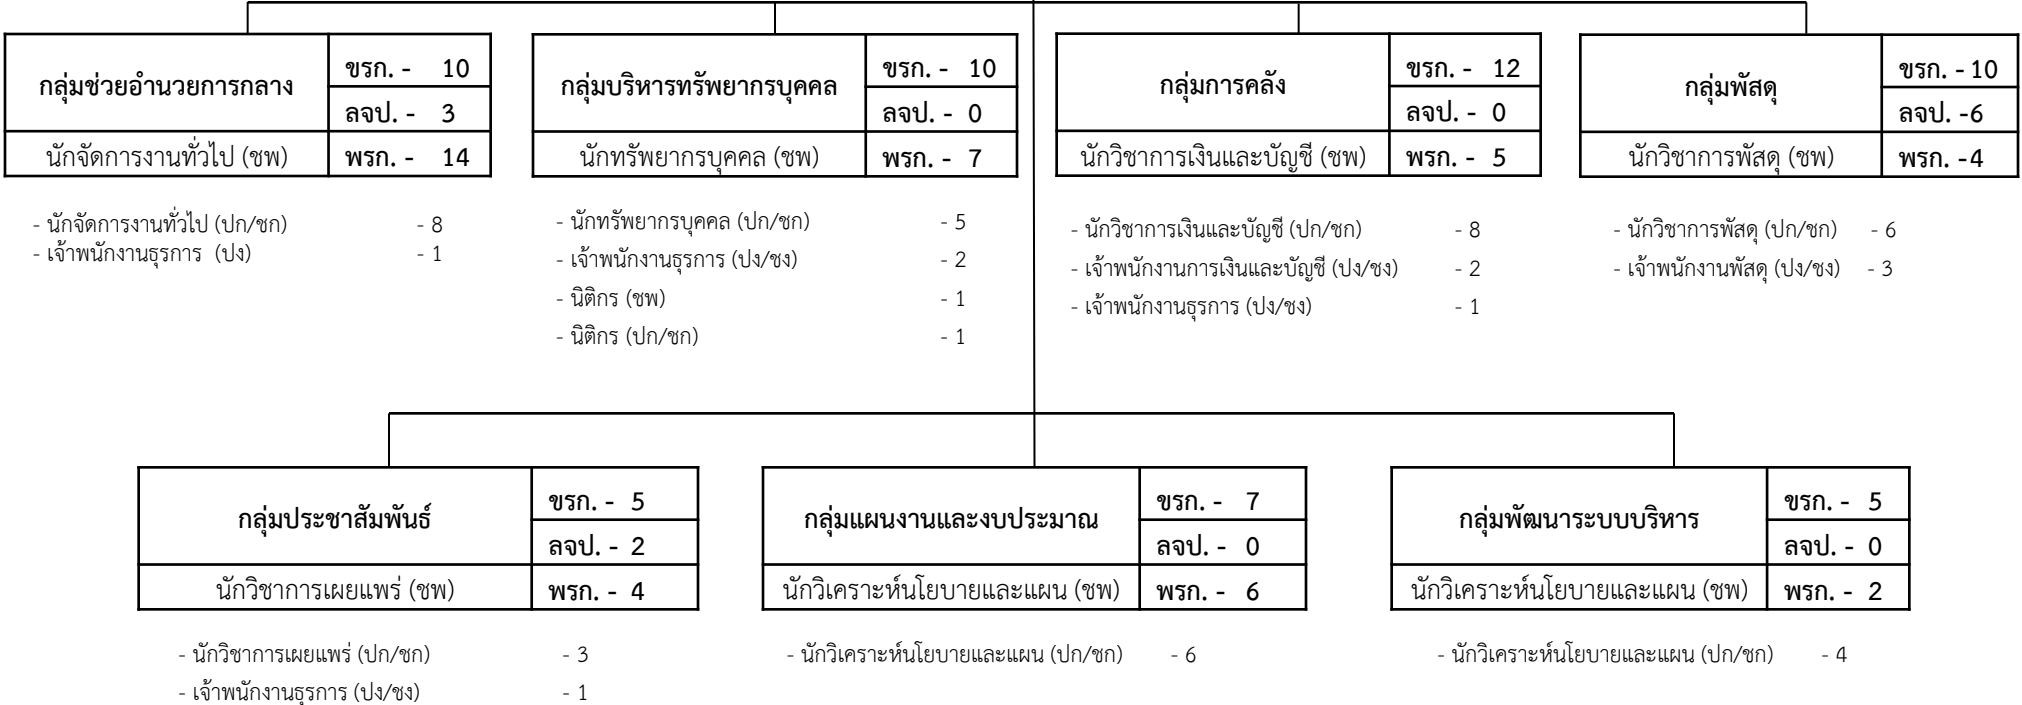 กลุ่มช่วยอำนวยการกลาง
ขรก. - 10
ลจป. - 3
นักจัดการงานทั่วไป (ชพ)
พรก. - 14
- นักจัดการงานทั่วไป (ปก/ชก) - 8
- เจ้าพนักงานธุรการ (ปง) - 1
กลุ่มบริหารทรัพยากรบุคคล
ขรก. - 10
ลจป. - 0
นักทรัพยากรบุคคล (ชพ)
พรก. - 7
- นักทรัพยากรบุคคล (ปก/ชก) - 5
- เจ้าพนักงานธุรการ (ปง/ชง) - 2
- นิติกร (ชพ) - 1
- นิติกร (ปก/ชก) - 1
กลุ่มการคลัง
ขรก. - 12
ลจป. - 0
นักวิชาการเงินและบัญชี (ชพ)
พรก. - 5
- นักวิชาการเงินและบัญชี (ปก/ชก) - 8
- เจ้าพนักงานการเงินและบัญชี (ปง/ชง) - 2
- เจ้าพนักงานธุรการ (ปง/ชง) - 1
กลุ่มพัสดุ
ขรก. - 10
ลจป. -6
นักวิชาการพัสดุ (ชพ)
พรก. -4
- นักวิชาการพัสดุ (ปก/ชก) - 6
- เจ้าพนักงานพัสดุ (ปง/ชง) - 3
กลุ่มประชาสัมพันธ์
ขรก. - 5
ลจป. - 2
นักวิชาการเผยแพร่ (ชพ)
พรก. - 4
- นักวิชาการเผยแพร่ (ปก/ชก) - 3
- เจ้าพนักงานธุรการ (ปง/ชง) - 1
กลุ่มแผนงานและงบประมาณ
ขรก. - 7
ลจป. - 0
นักวิเคราะห์นโยบายและแผน (ชพ)
พรก. - 6
- นักวิเคราะห์นโยบายและแผน (ปก/ชก) - 6
กลุ่มพัฒนาระบบบริหาร
ขรก. - 5
ลจป. - 0
นักวิเคราะห์นโยบายและแผน (ชพ)
พรก. - 2
- นักวิเคราะห์นโยบายและแผน (ปก/ชก) - 4